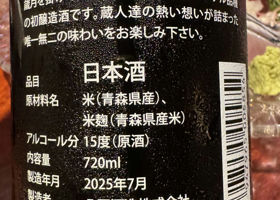 の初醸造酒です。蔵人達の熱い想いが詰まった
唯一無二の味わいをお楽しみ下さい。
品目 日本酒
原材料名 米（青森県産）、
米麹（青森県産米）
アルコール分 15度（原酒）
内容量 720ml
製造年月 2025年7月
製造者